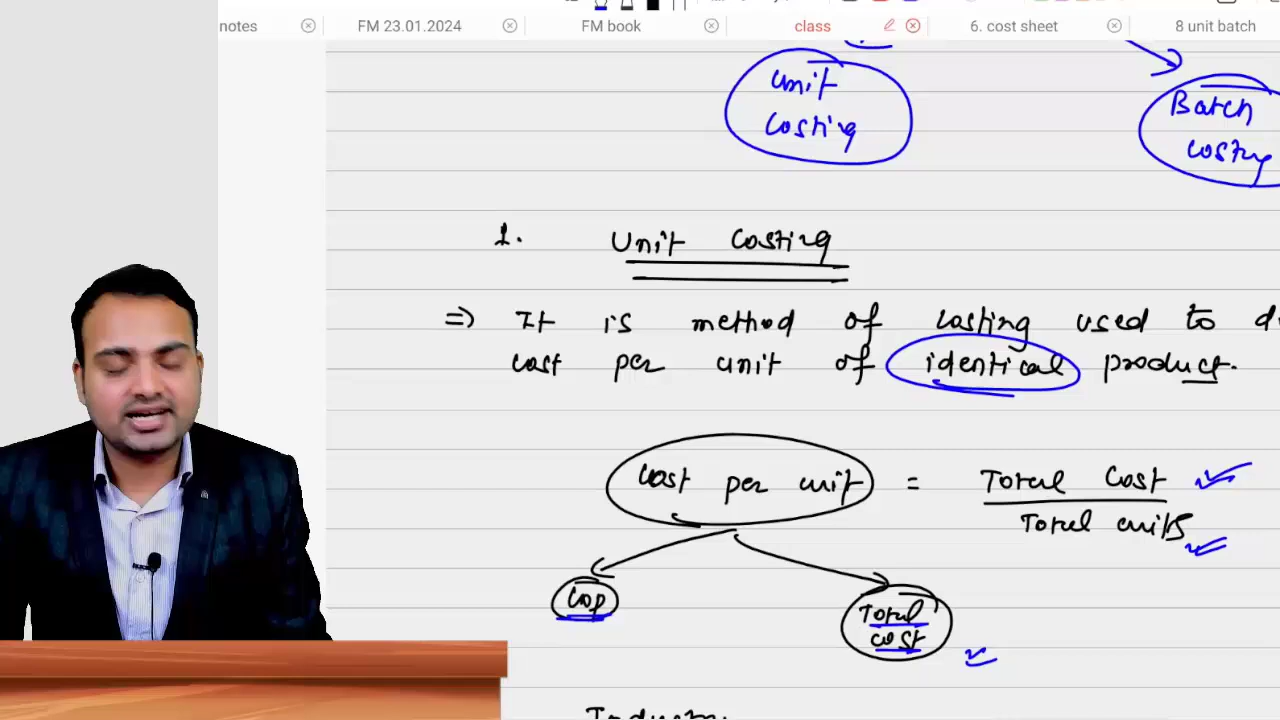 notes
FM 23.01.2024
FM book
class
6. cost sheet
8 unit batch
Unit
Costing
Batch
Costing
1. Unit Costing
=> It is method of costing used to
cost per unit of identical product.
Cost per unit = Total Cost
Total units
COP
Total
cost